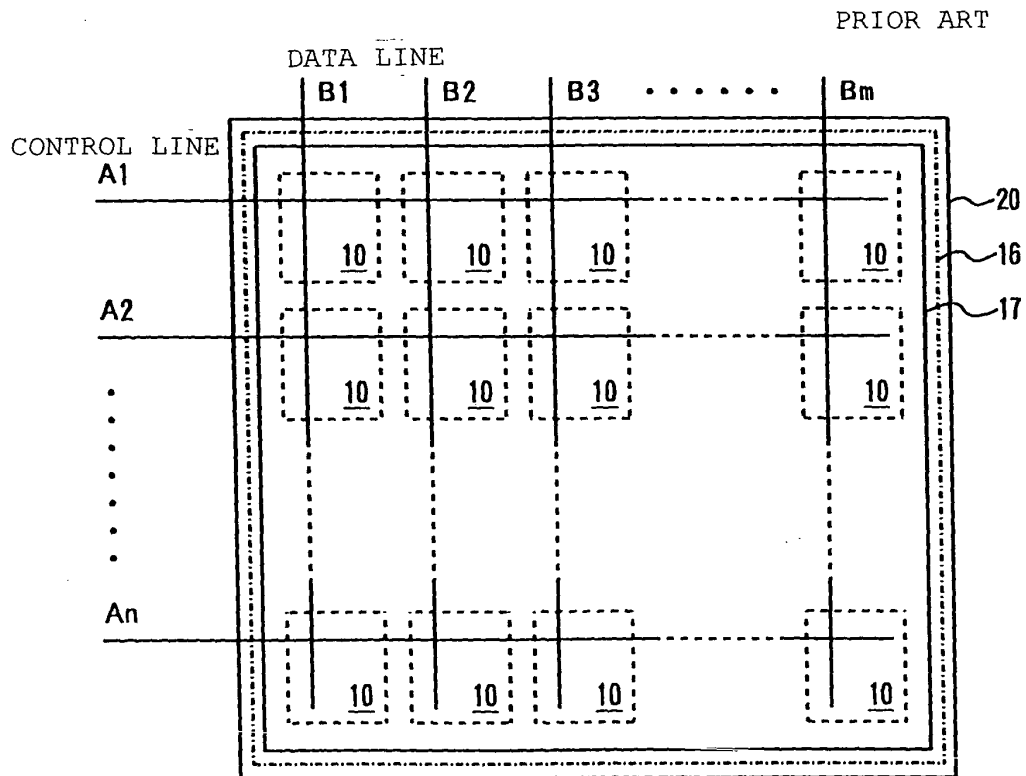 PRIOR ART
DATA LINE
B1 B2 B3 ...... Bm
CONTROL LINE
A1
20
10 10 10 10
16
A2
17
10 10 10 10
An
10 10 10 10